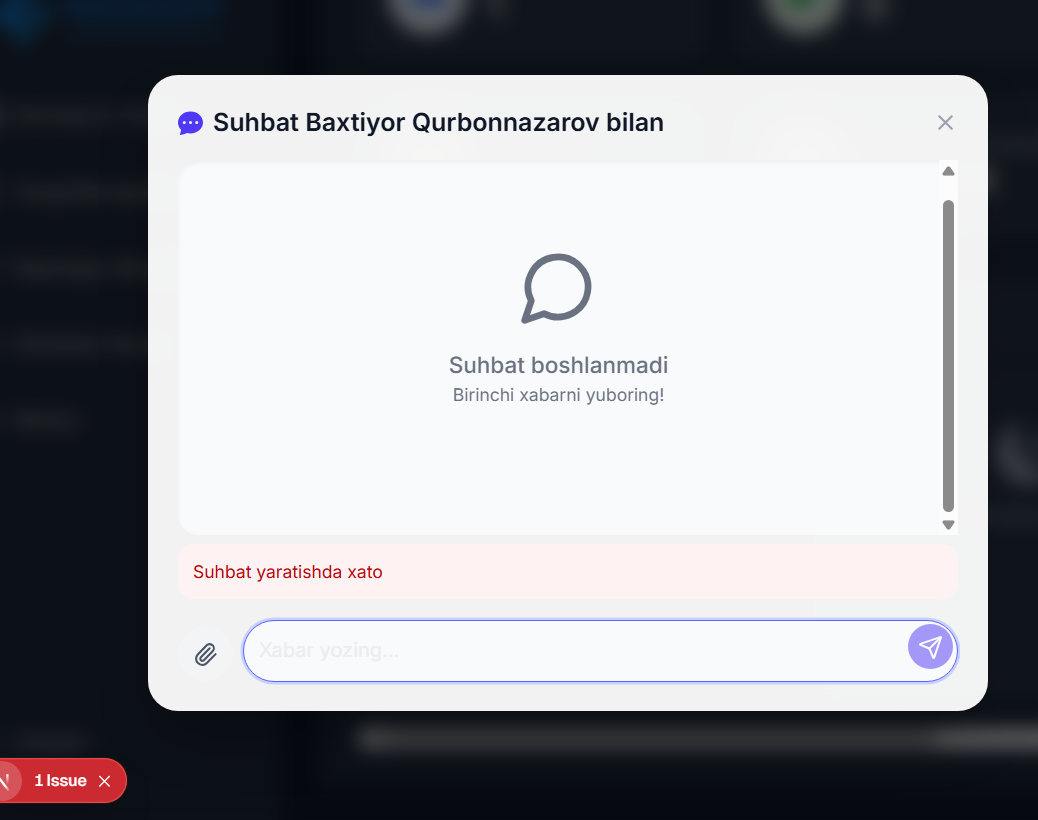 Suhbat Baxtiyor Qurbonnazarov bilan
Suhbat boshlanmadi
Birinchi xabarni yuboring!
Suhbat yaratishda xato
Xabar yozing...
1 Issue